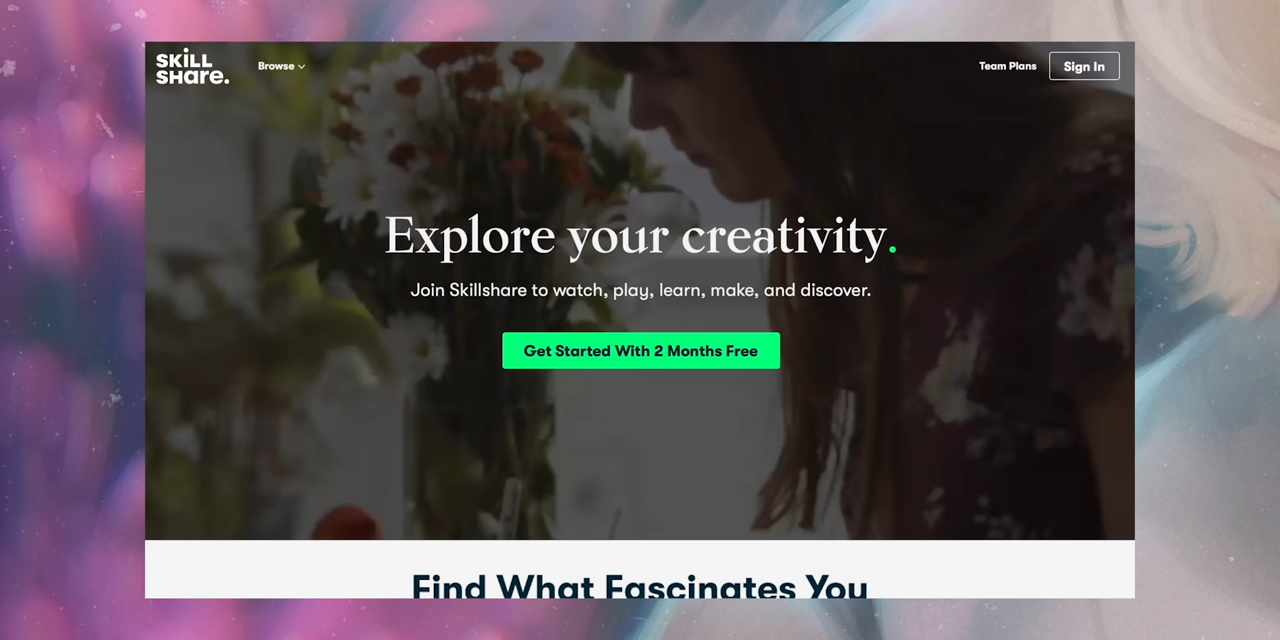 SKILL
SHare.
Browse
Team Plans
Sign In
Explore your creativity.
Join Skillshare to watch, play, learn, make, and discover.
Get Started With 2 Months Free
Find What Fascinates You